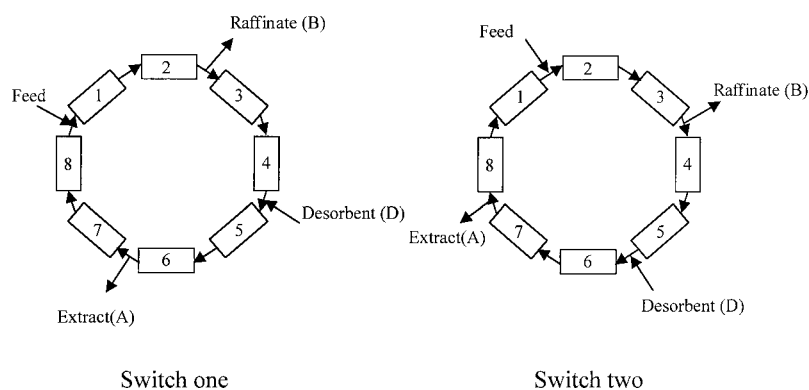 Raffinate (B)
Feed
1
2
3
4
5
6
7
8
Desorbent (D)
Extract(A)
Switch one
Feed
Raffinate (B)
1
2
3
4
5
6
7
8
Extract(A)
Desorbent (D)
Switch two